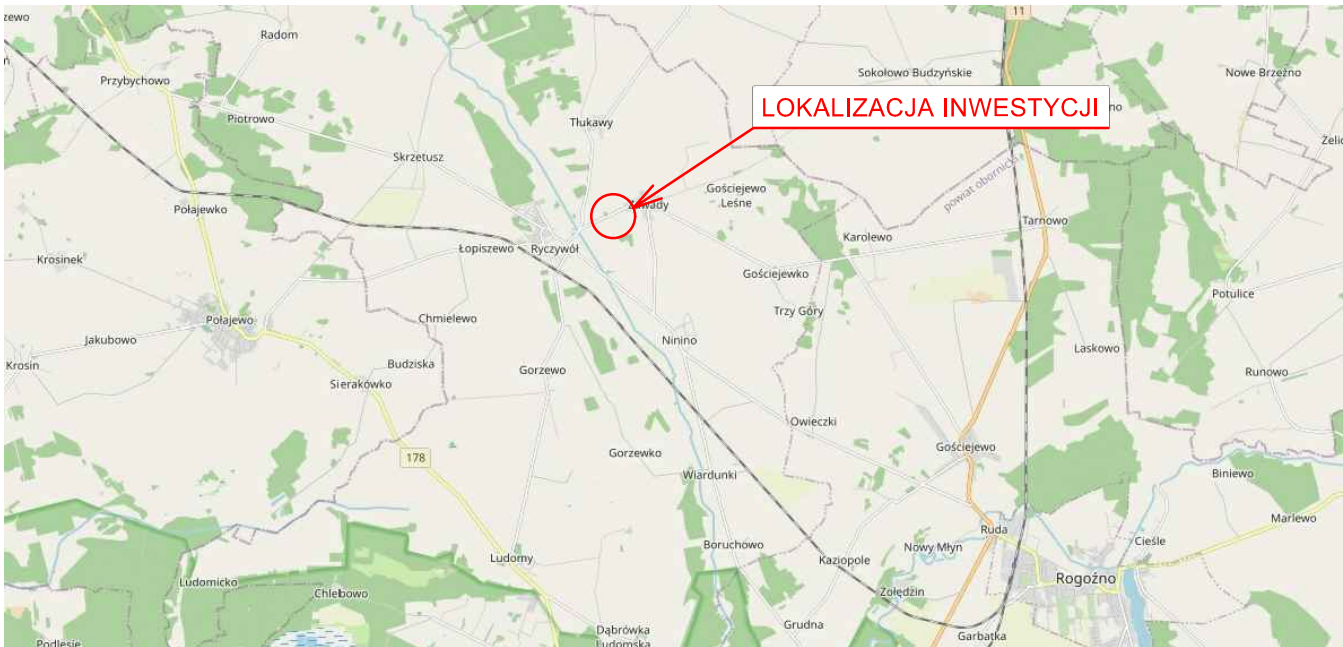 zewo
11
Radom
Przybychowo
Sokołowo Budzyńskie
Nowe Brzeźno
LOKALIZACJA INWESTYCJI
Piotrowo
Tłukawy
Skrzetusz
powiat obornicki
Gościejewo
Leśne
Połajewko
Tarnowo
Karolewo
Łopiszewo
Ryczywół
Krosinek
Gościejewko
Potulice
Trzy Góry
Chmielewo
Połajewo
Jakubowo
Ninino
Laskowo
Krosin
Budziska
Gorzewo
Runowo
Sierakówko
Owieczki
Gościejewo
178
Gorzewko
Wiardunki
Biniewo
Marlewo
Ruda
Boruchowo
Nowy Młyn
Cieśle
Ludomy
Kaziopole
Rogoźno
Ludomicko
Chlebowo
Żołędzin
Grudna
Dąbrówka
Ludomska
Garbatka
Podlesie